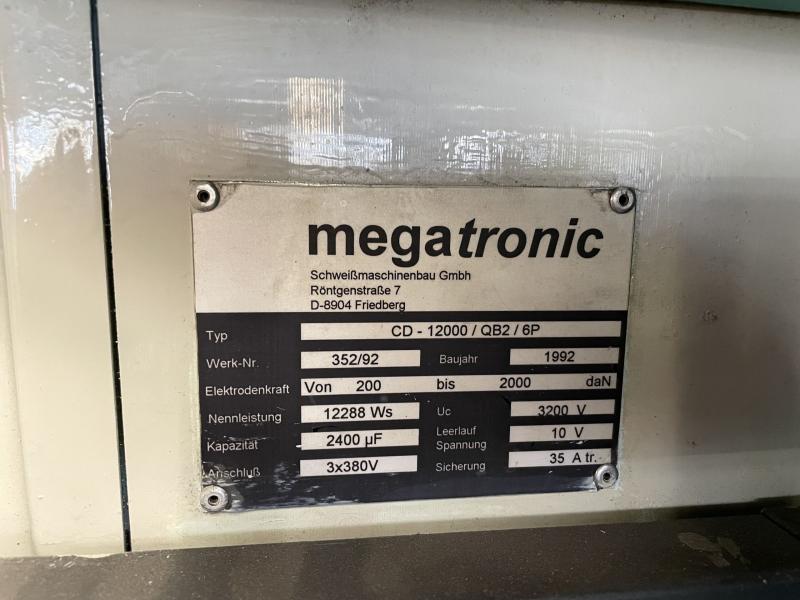 megatronic
Schweißmaschinenbau Gmbh
Röntgenstraße 7
D-8904 Friedberg
Typ CD - 12000 / QB2 / 6P
Werk-Nr. 352/92 Baujahr 1992
Elektrodenkraft Von 200 bis 2000 daN
Nennleistung 12288 Ws Uc 3200 V
Kapazität 2400 µF Leerlauf Spannung 10 V
Anschluß 3x380V Sicherung 35 A tr.